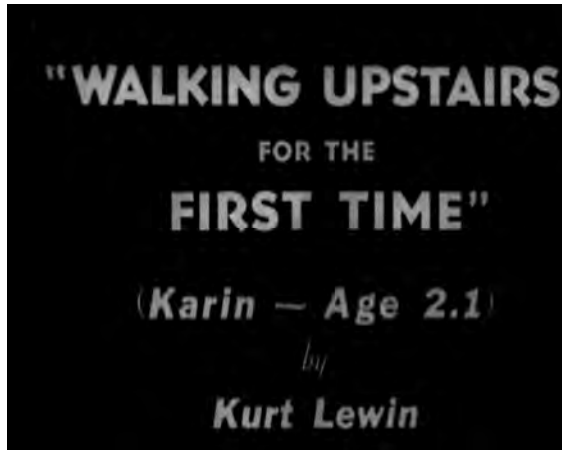 "WALKING UPSTAIRS
FOR THE
FIRST TIME"
(Karin — Age 2.1)
by
Kurt Lewin